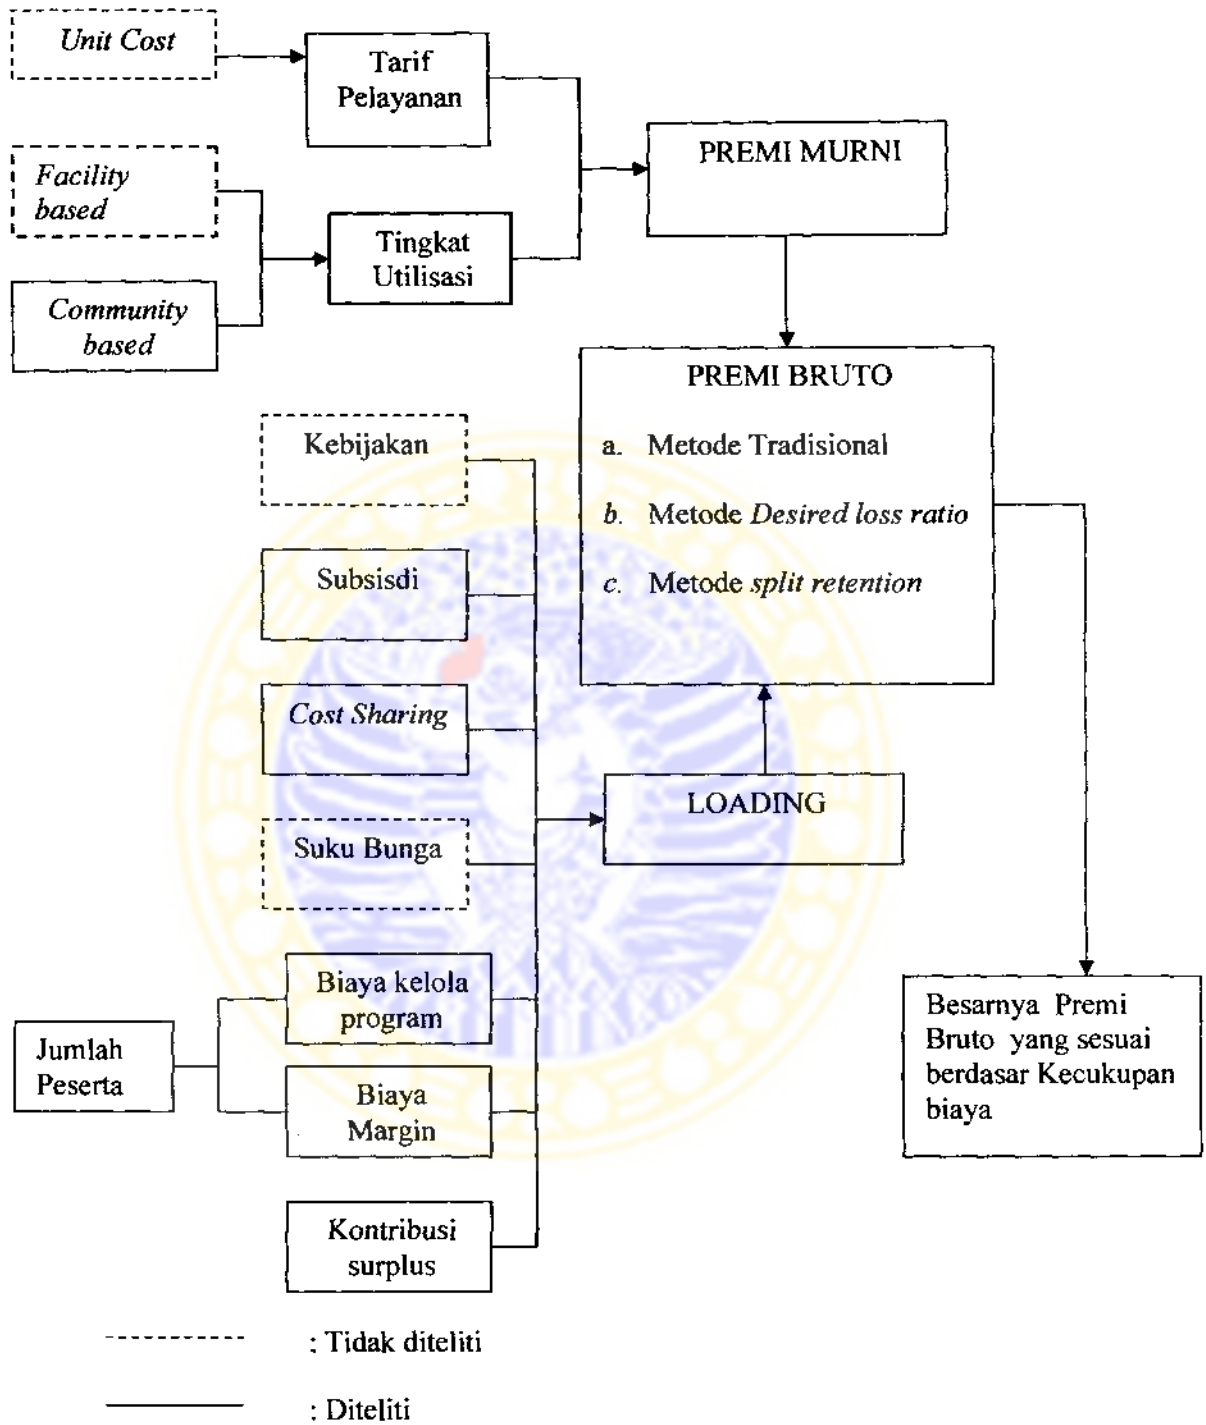 Unit Cost
Tarif
Pelayanan
PREMI MURNI
Facility
based
Tingkat
Utilisasi
Community
based
PREMI BRUTO
a. Metode Tradisional
b. Metode Desired loss ratio
c. Metode split retention
Kebijakan
Subsisdi
Cost Sharing
LOADING
Suku Bunga
Biaya kelola
program
Jumlah
Peserta
Biaya
Margin
Kontribusi
surplus
Besarnya Premi
Bruto yang sesuai
berdasar Kecukupan
biaya
: Tidak diteliti
: Diteliti